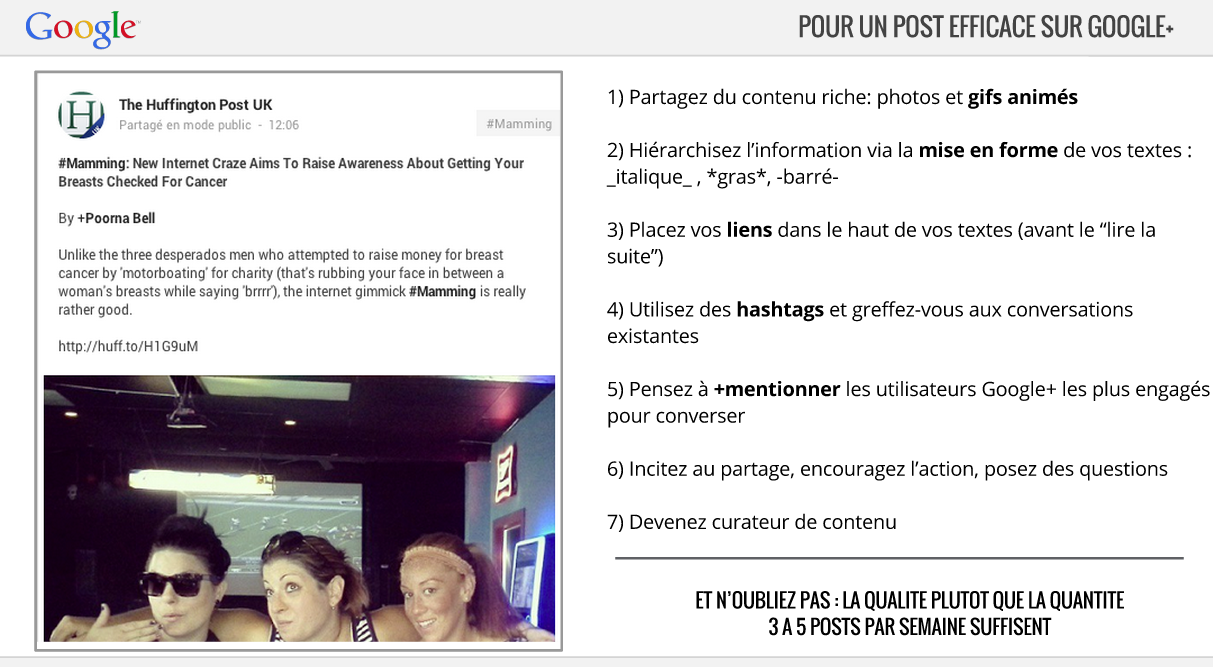 Google
POUR UN POST EFFICACE SUR GOOGLE+
The Huffington Post UK
Partagé en mode public - 12:06
#Mamming
#Mamming: New Internet Craze Aims To Raise Awareness About Getting Your
Breasts Checked For Cancer
By +Poorna Bell
Unlike the three desperados men who attempted to raise money for breast
cancer by 'motorboating' for charity (that's rubbing your face in between a
woman's breasts while saying 'brrrr'), the internet gimmick #Mamming is really
rather good.
http://huff.to/H1G9uM
1) Partagez du contenu riche: photos et gifs animés
2) Hiérarchisez l’information via la mise en forme de vos textes :
_italique_ , *gras*, -barré-
3) Placez vos liens dans le haut de vos textes (avant le “lire la
suite”)
4) Utilisez des hashtags et greffez-vous aux conversations
existantes
5) Pensez à +mentionner les utilisateurs Google+ les plus engagés
pour converser
6) Incitez au partage, encouragez l’action, posez des questions
7) Devenez curateur de contenu
ET N’OUBLIEZ PAS : LA QUALITE PLUTOT QUE LA QUANTITE
3 A 5 POSTS PAR SEMAINE SUFFISENT